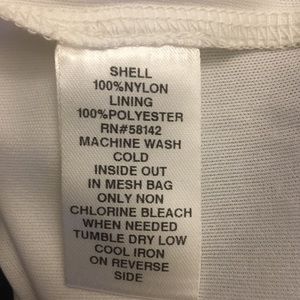 SHELL
100%NYLON
LINING
100%POLYESTER
RN#58142
MACHINE WASH
COLD
INSIDE OUT
IN MESH BAG
ONLY NON
CHLORINE BLEACH
WHEN NEEDED
TUMBLE DRY LOW
COOL IRON
ON REVERSE
SIDE